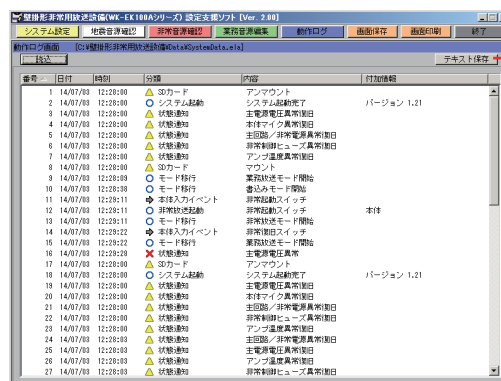 壁掛形非常用放送設備(WK-EK100Aシリーズ) 設定支援ソフト [Ver. 2.00]
システム設定 地震音源確認 非常音源確認 業務音源編集 動作ログ 画面保存 画面印刷 終了
動作ログ画面 [C:¥壁掛形非常用放送設備¥Data¥SystemData.ela]
読込 テキスト保存
番号 日付 時刻 分類 内容 付加情報
1 14/07/03 12:28:00 SDカード アンマウント
2 14/07/03 12:28:00 システム起動 システム起動完了 バージョン 1.21
3 14/07/03 12:28:00 状態通知 主電源電圧異常復旧
4 14/07/03 12:28:00 状態通知 本体マイク異常復旧
5 14/07/03 12:28:00 状態通知 主回路/非常電源異常復旧
6 14/07/03 12:28:00 状態通知 非常制御ヒューズ異常復旧
7 14/07/03 12:28:00 状態通知 アンプ温度異常復旧
8 14/07/03 12:28:00 SDカード マウント
9 14/07/03 12:28:09 モード移行 業務放送モード開始
10 14/07/03 12:28:38 モード移行 書込みモード開始
11 14/07/03 12:29:11 本体入力イベント 非常起動スイッチ
12 14/07/03 12:29:11 非常放送起動 非常起動スイッチ 本体
13 14/07/03 12:29:11 モード移行 非常放送モード開始
14 14/07/03 12:29:22 本体入力イベント 非常復旧スイッチ
15 14/07/03 12:29:22 モード移行 業務放送モード開始
16 14/07/03 12:29:28 状態通知 主電源電圧異常
17 14/07/03 12:28:00 SDカード アンマウント
18 14/07/03 12:28:00 システム起動 システム起動完了 バージョン 1.21
19 14/07/03 12:28:00 状態通知 主電源電圧異常復旧
20 14/07/03 12:28:00 状態通知 本体マイク異常復旧
21 14/07/03 12:28:00 状態通知 主回路/非常電源異常復旧
22 14/07/03 12:28:00 状態通知 非常制御ヒューズ異常復旧
23 14/07/03 12:28:00 状態通知 アンプ温度異常復旧
24 14/07/03 12:28:03 状態通知 主回路/非常電源異常復旧
25 14/07/03 12:28:03 状態通知 主電源電圧異常復旧
26 14/07/03 12:28:03 状態通知 アンプ温度異常復旧
27 14/07/03 12:28:03 状態通知 非常制御ヒューズ異常復旧